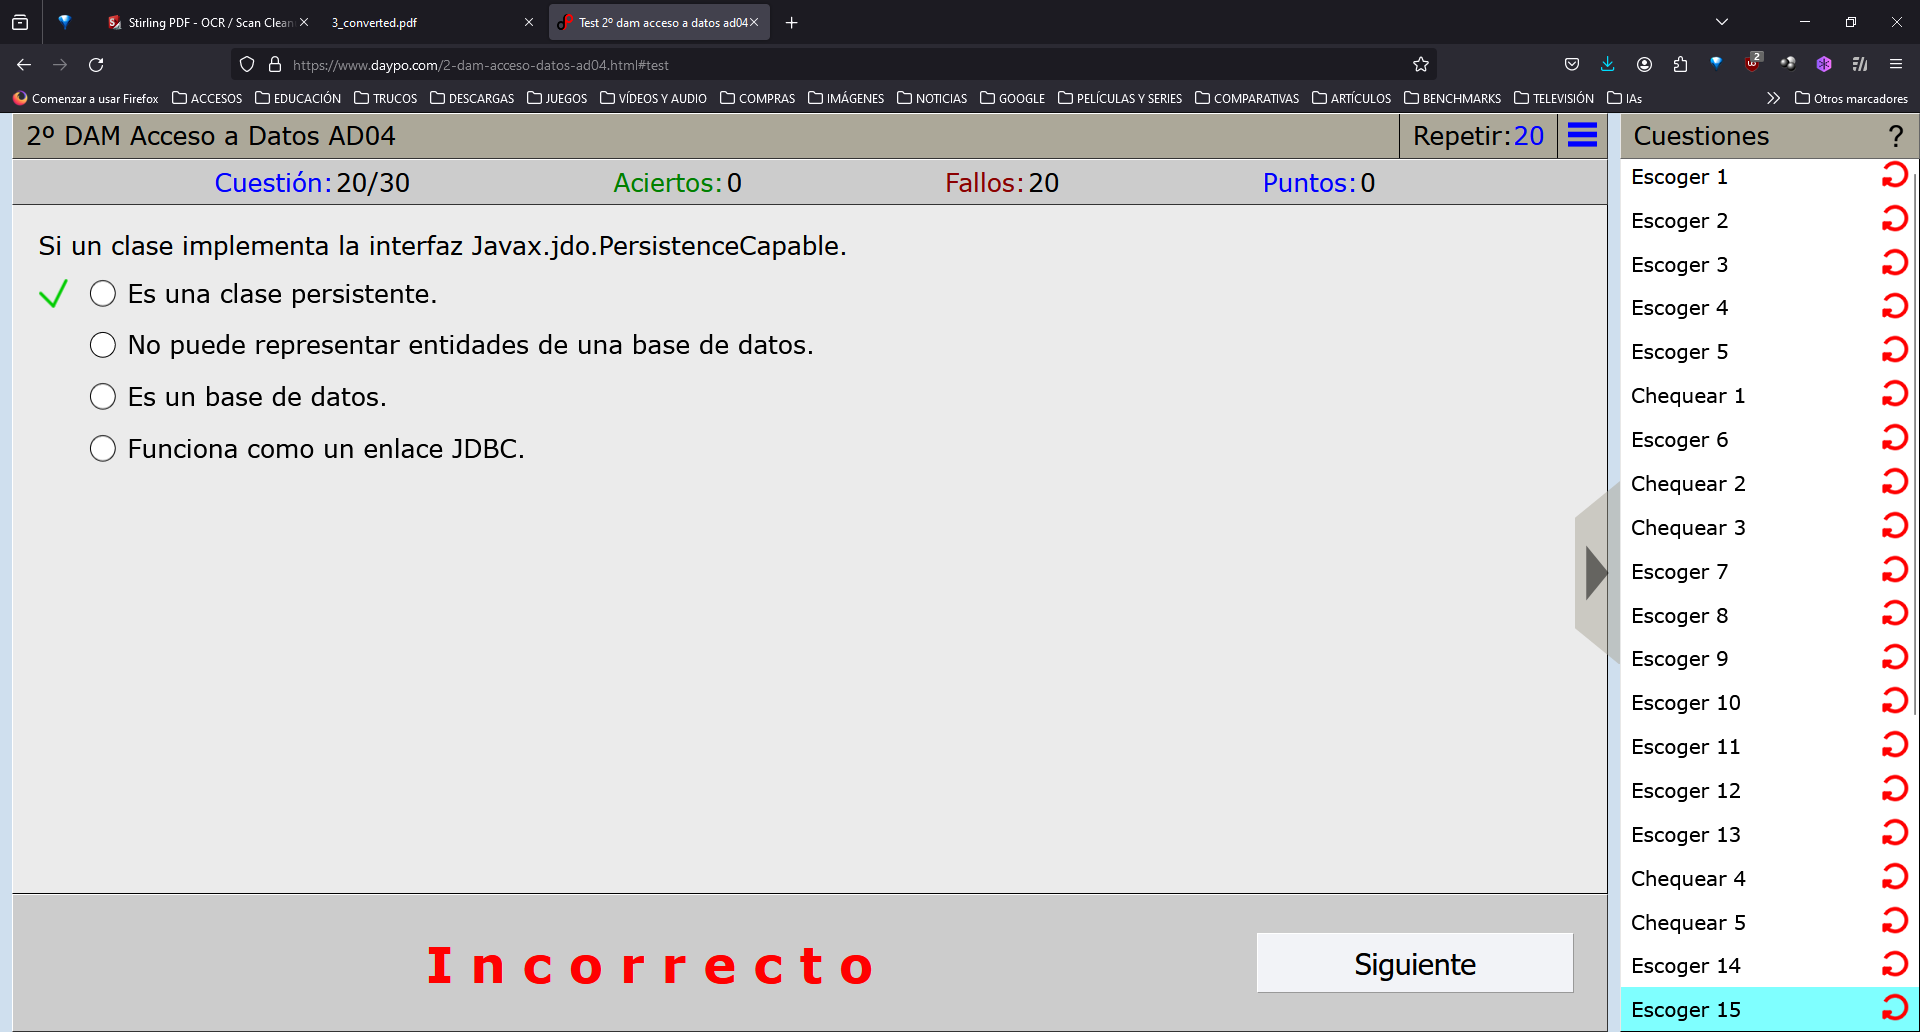 Stirling PDF - OCR / Scan Clean
3_converted.pdf
Test 2º dam acceso a datos ad04
https://www.daypo.com/2-dam-acceso-datos-ad04.html#test
2
Comenzar a usar Firefox
ACCESOS
EDUCACIÓN
TRUCOS
DESCARGAS
JUEGOS
VÍDEOS Y AUDIO
COMPRAS
IMÁGENES
NOTICIAS
GOOGLE
PELÍCULAS Y SERIES
COMPARATIVAS
ARTÍCULOS
BENCHMARKS
TELEVISIÓN
IAs
Otros marcadores
2º DAM Acceso a Datos AD04
Repetir:20
Cuestión:20/30
Aciertos:0
Fallos:20
Puntos:0
Si un clase implementa la interfaz Javax.jdo.PersistenceCapable.
Es una clase persistente.
No puede representar entidades de una base de datos.
Es un base de datos.
Funciona como un enlace JDBC.
Incorrecto
Siguiente
Cuestiones
?
Escoger 1
Escoger 2
Escoger 3
Escoger 4
Escoger 5
Chequear 1
Escoger 6
Chequear 2
Chequear 3
Escoger 7
Escoger 8
Escoger 9
Escoger 10
Escoger 11
Escoger 12
Escoger 13
Chequear 4
Chequear 5
Escoger 14
Escoger 15